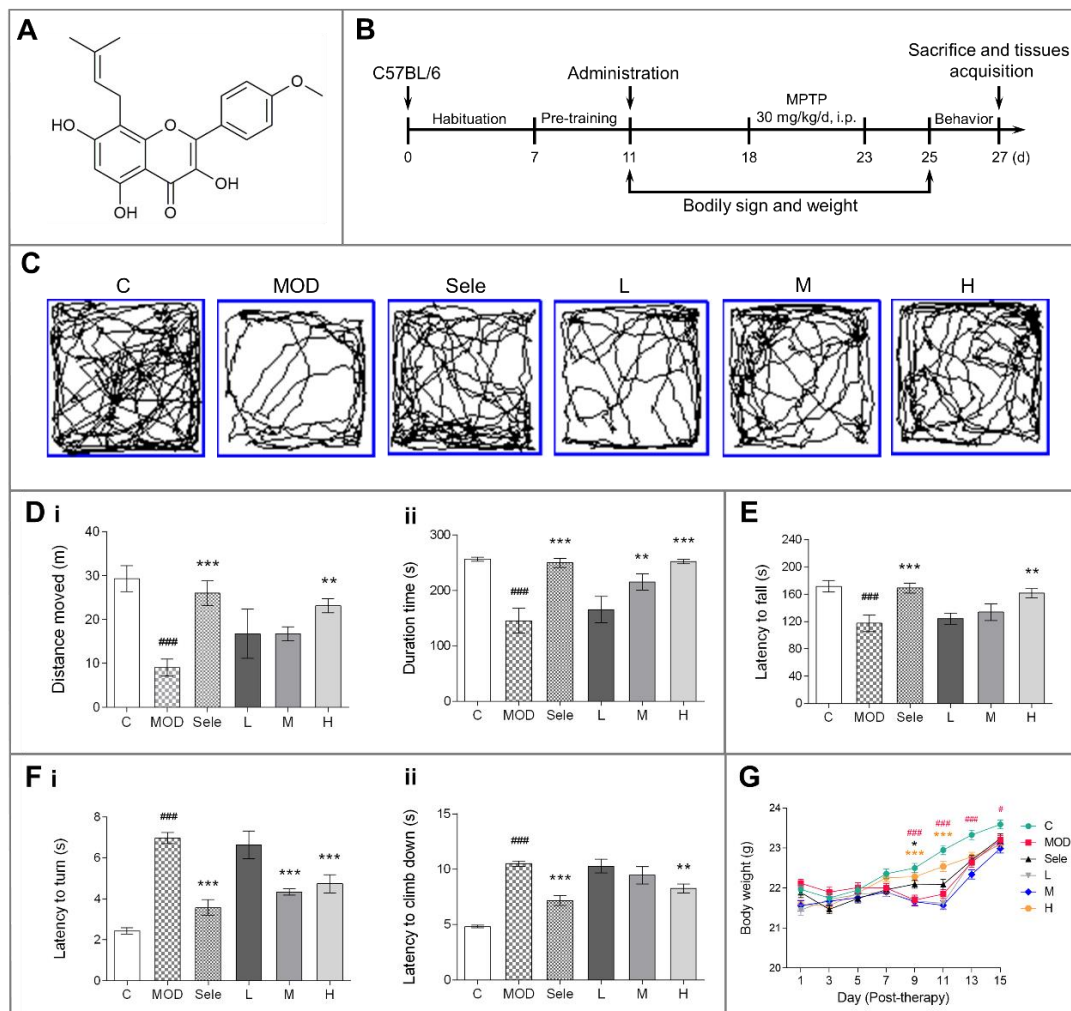 A
O
HO
O
OH
OH
O
B
C57BL/6
Administration
Sacrifice and tissues
acquisition
MPTP
30 mg/kg/d, i.p.
Habituation
Pre-training
Behavior
0 7 11 18 23 25 27 (d)
Bodily sign and weight
C
C MOD Sele L M H
D i
Distance moved (m)
40
30
20
10
0
###
***
**
C MOD Sele L M H
ii
Duration time (s)
300
200
100
0
###
***
**
***
C MOD Sele L M H
E
Latency to fall (s)
240
200
160
120
80
40
0
###
***
**
C MOD Sele L M H
F i
Latency to turn (s)
8
6
4
2
0
###
***
***
***
C MOD Sele L M H
ii
Latency to climb down (s)
15
10
5
0
###
***
**
C MOD Sele L M H
G
Body weight (g)
24
23
22
21
20
###
*
***
###
***
###
#
1 3 5 7 9 11 13 15
Day (Post-therapy)
C
MOD
Sele
L
M
H